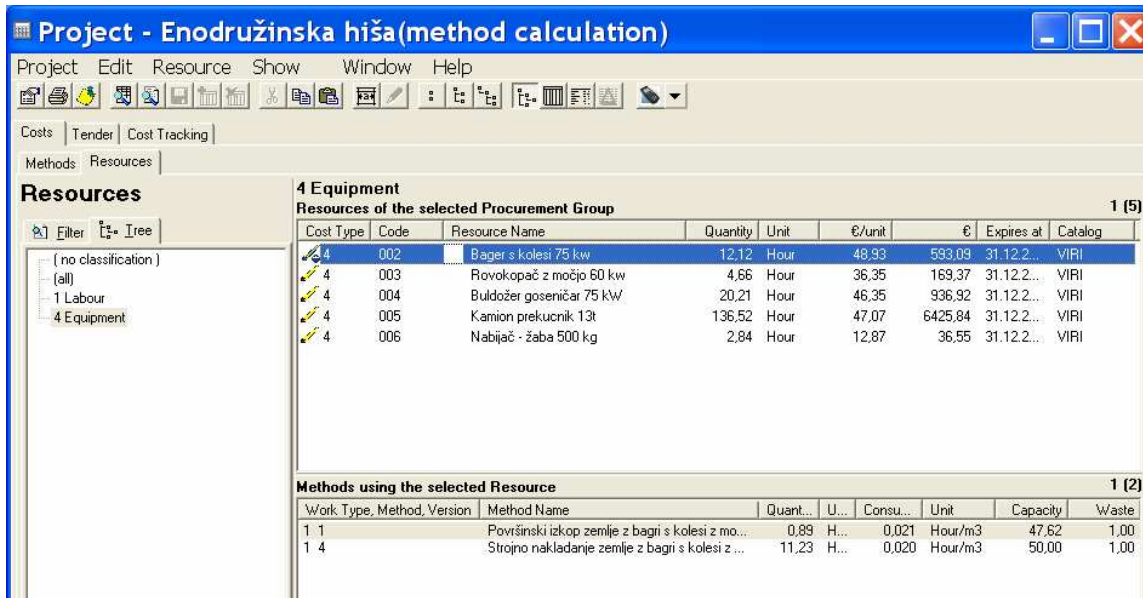 Project - Enodružinska hiša(method calculation)
Project Edit Resource Show Window Help
Costs Tender Cost Tracking
Methods Resources
Resources
Filter Tree
( no classification )
(all)
1 Labour
4 Equipment
4 Equipment
Resources of the selected Procurement Group 1 (5)
Cost Type Code Resource Name Quantity Unit €/unit € Expires at Catalog
4 002 Bager s kolesi 75 kw 12,12 Hour 48,93 593,09 31.12.2... VIRI
4 003 Rovokopač z močjo 60 kw 4,66 Hour 36,35 169,37 31.12.2... VIRI
4 004 Buldožer goseničar 75 kW 20,21 Hour 46,35 936,92 31.12.2... VIRI
4 005 Kamion prekucnik 13t 136,52 Hour 47,07 6425,84 31.12.2... VIRI
4 006 Nabijač - žaba 500 kg 2,84 Hour 12,87 36,55 31.12.2... VIRI
Methods using the selected Resource 1 (2)
Work Type, Method, Version Method Name Quant... U... Consu... Unit Capacity Waste
1 1 Površinski izkop zemlje z bagri s kolesi z mo... 0,89 H... 0,021 Hour/m3 47,62 1,00
1 4 Strojno nakladanje zemlje z bagri s kolesi z ... 11,23 H... 0,020 Hour/m3 50,00 1,00